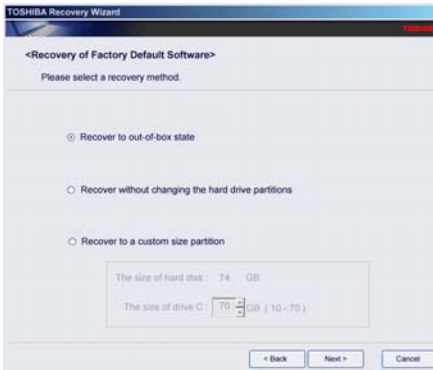 TOSHIBA Recovery Wizard
TOSHIBA
<Recovery of Factory Default Software>
Please select a recovery method.
Recover to out-of-box state
Recover without changing the hard drive partitions
Recover to a custom size partition
The size of hard disk : 74 GB
The size of drive C : 70 GB ( 10 - 70 )
< Back Next > Cancel